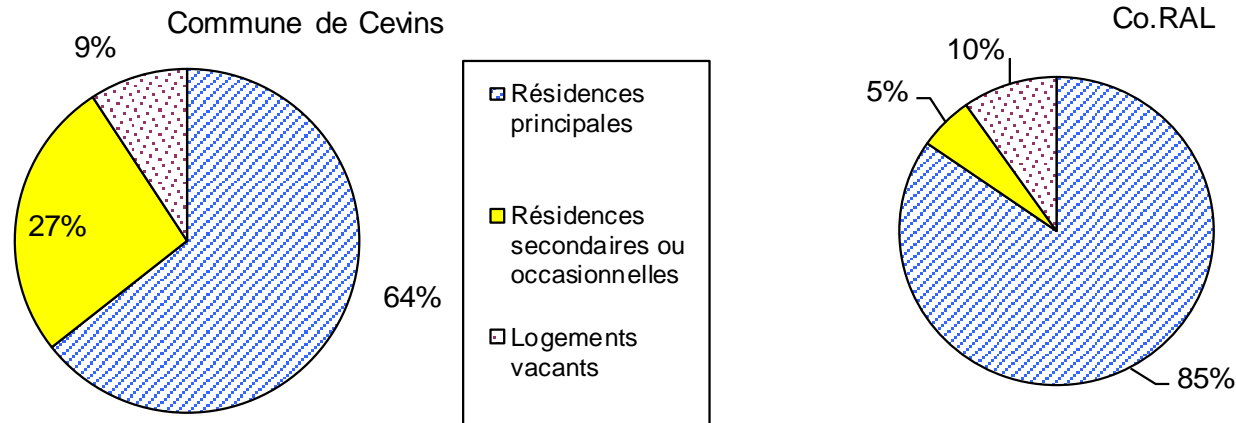 Commune de Cevins
9%
27%
64%
Résidences
principales
Résidences
secondaires ou
occasionnelles
Logements
vacants
Co.RAL
10%
5%
85%